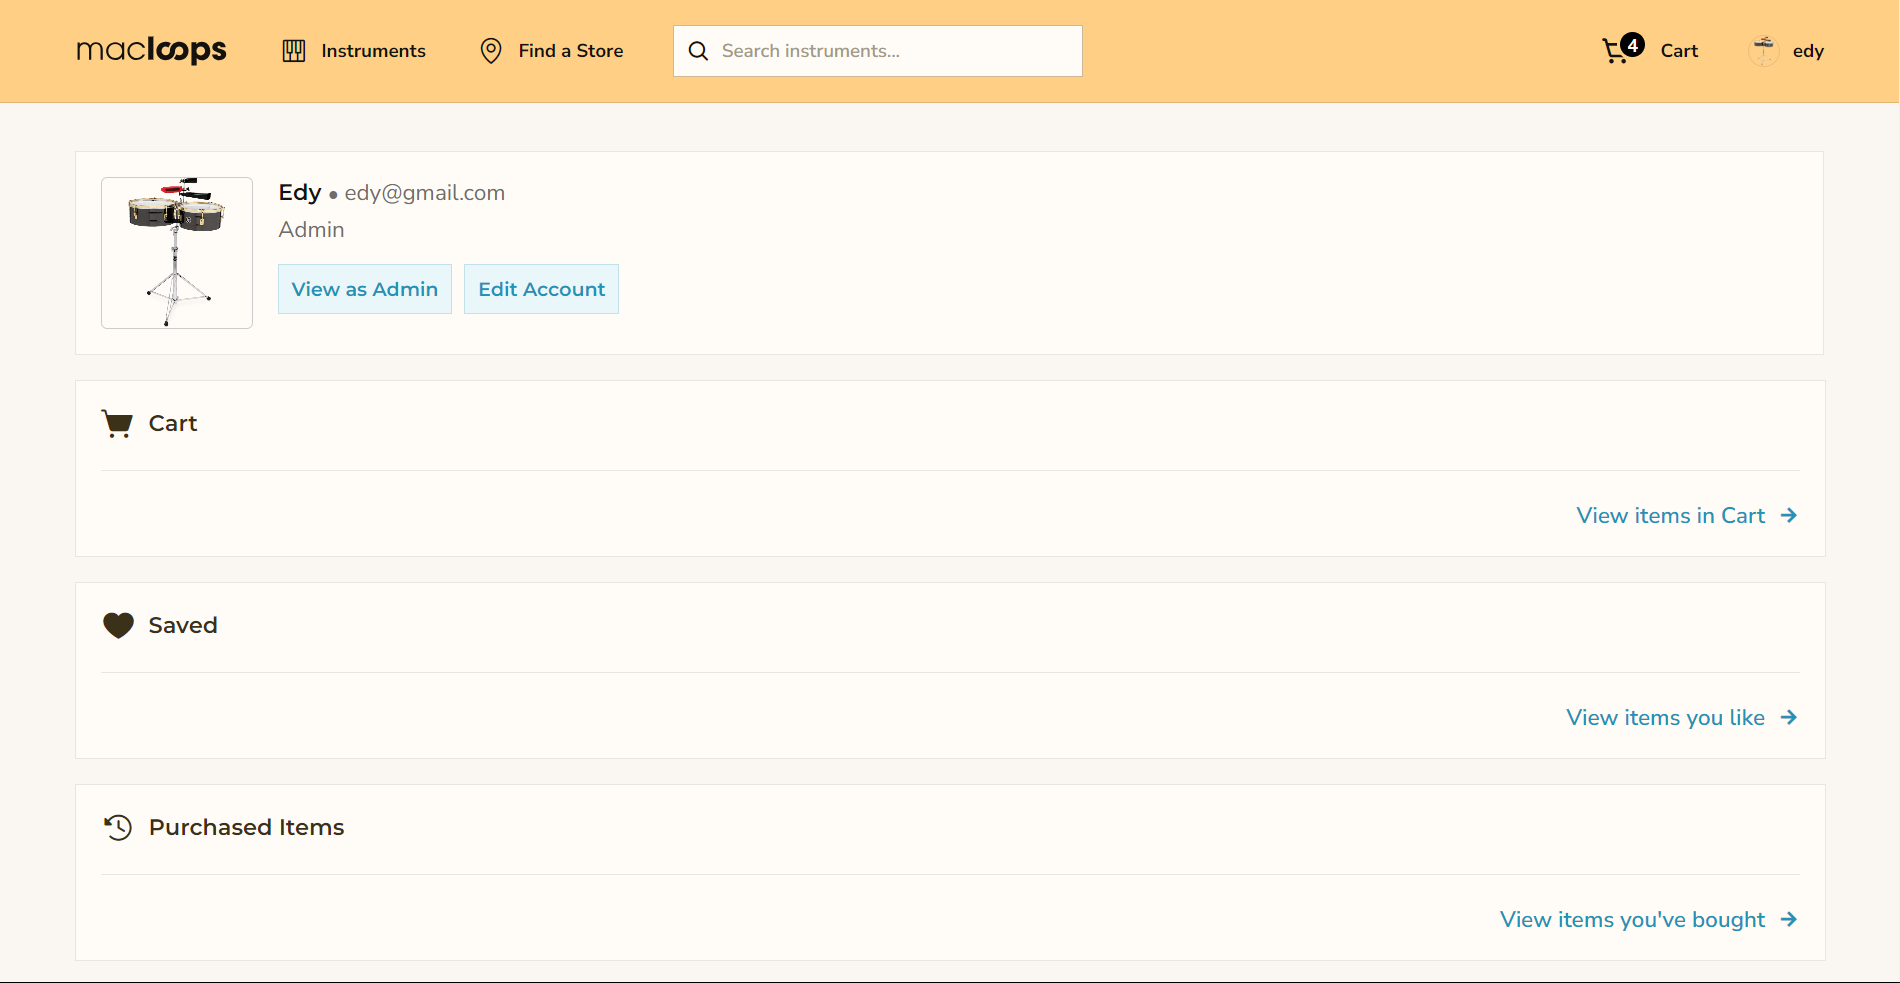 macloops Instruments Find a Store Search instruments... 4 Cart edy
Edy • edy@gmail.com
Admin
View as Admin Edit Account
Cart
View items in Cart →
Saved
View items you like →
Purchased Items
View items you've bought →